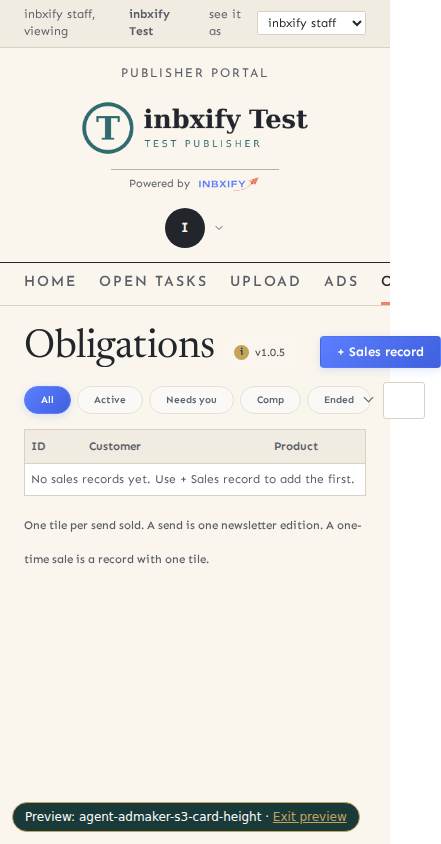 inbxify staff, viewing
inbxify Test
see it as
inbxify staff
PUBLISHER PORTAL
T
inbxify Test
TEST PUBLISHER
Powered by INBXIFY
I
HOME OPEN TASKS UPLOAD ADS
Obligations
i v1.0.5
+ Sales record
All Active Needs you Comp Ended
ID Customer Product
No sales records yet. Use + Sales record to add the first.
One tile per send sold. A send is one newsletter edition. A one-
time sale is a record with one tile.
Preview: agent-admaker-s3-card-height · Exit preview